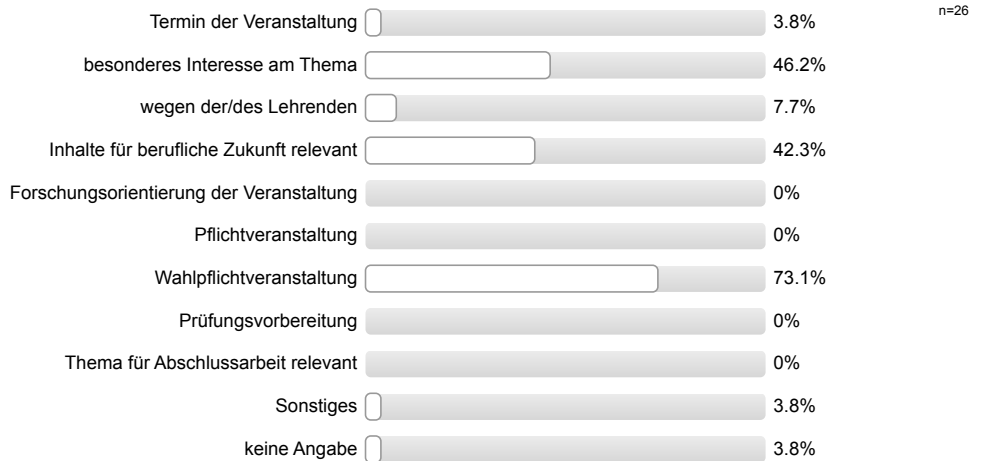 Termin der Veranstaltung 3.8% n=26
besonderes Interesse am Thema 46.2%
wegen der/des Lehrenden 7.7%
Inhalte für berufliche Zukunft relevant 42.3%
Forschungsorientierung der Veranstaltung 0%
Pflichtveranstaltung 0%
Wahlpflichtveranstaltung 73.1%
Prüfungsvorbereitung 0%
Thema für Abschlussarbeit relevant 0%
Sonstiges 3.8%
keine Angabe 3.8%